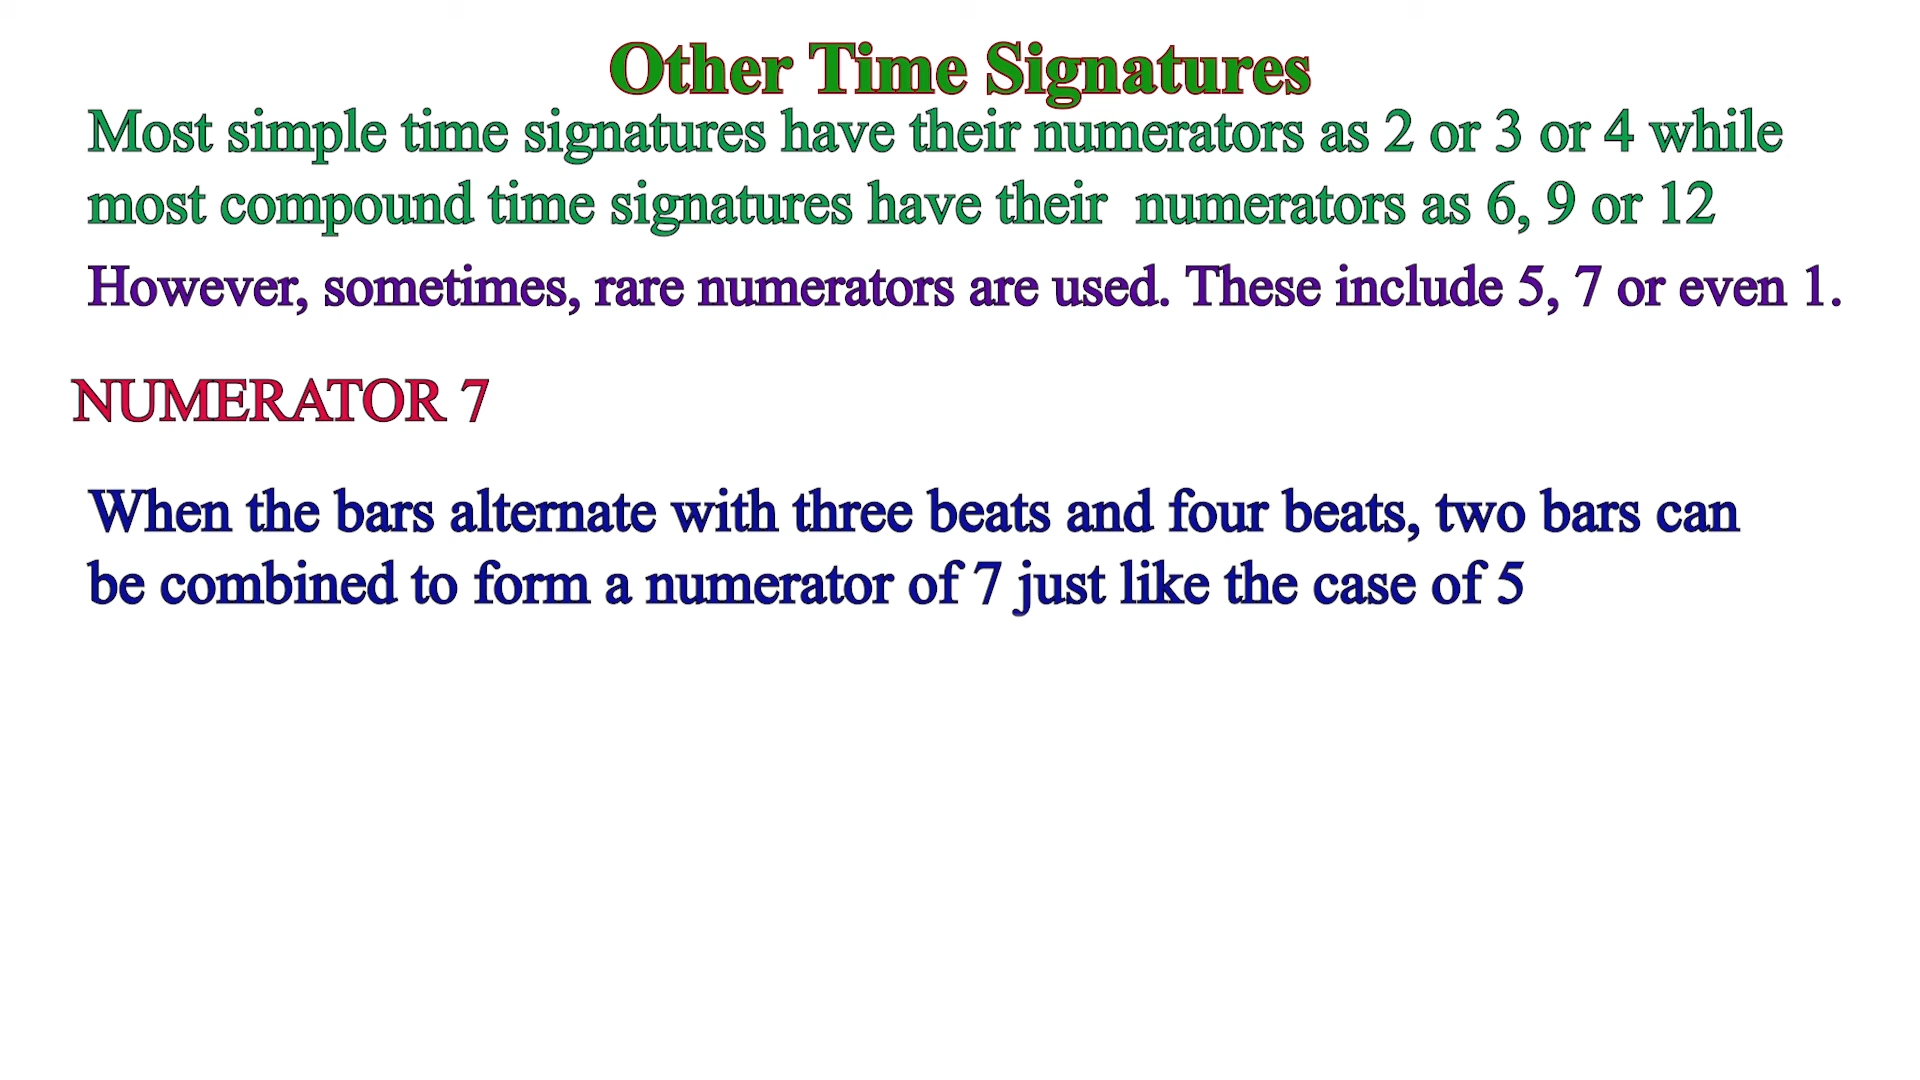 Other Time Signatures
Most simple time signatures have their numerators as 2 or 3 or 4 while
most compound time signatures have their numerators as 6, 9 or 12
However, sometimes, rare numerators are used. These include 5, 7 or even 1.
NUMERATOR 7
When the bars alternate with three beats and four beats, two bars can
be combined to form a numerator of 7 just like the case of 5